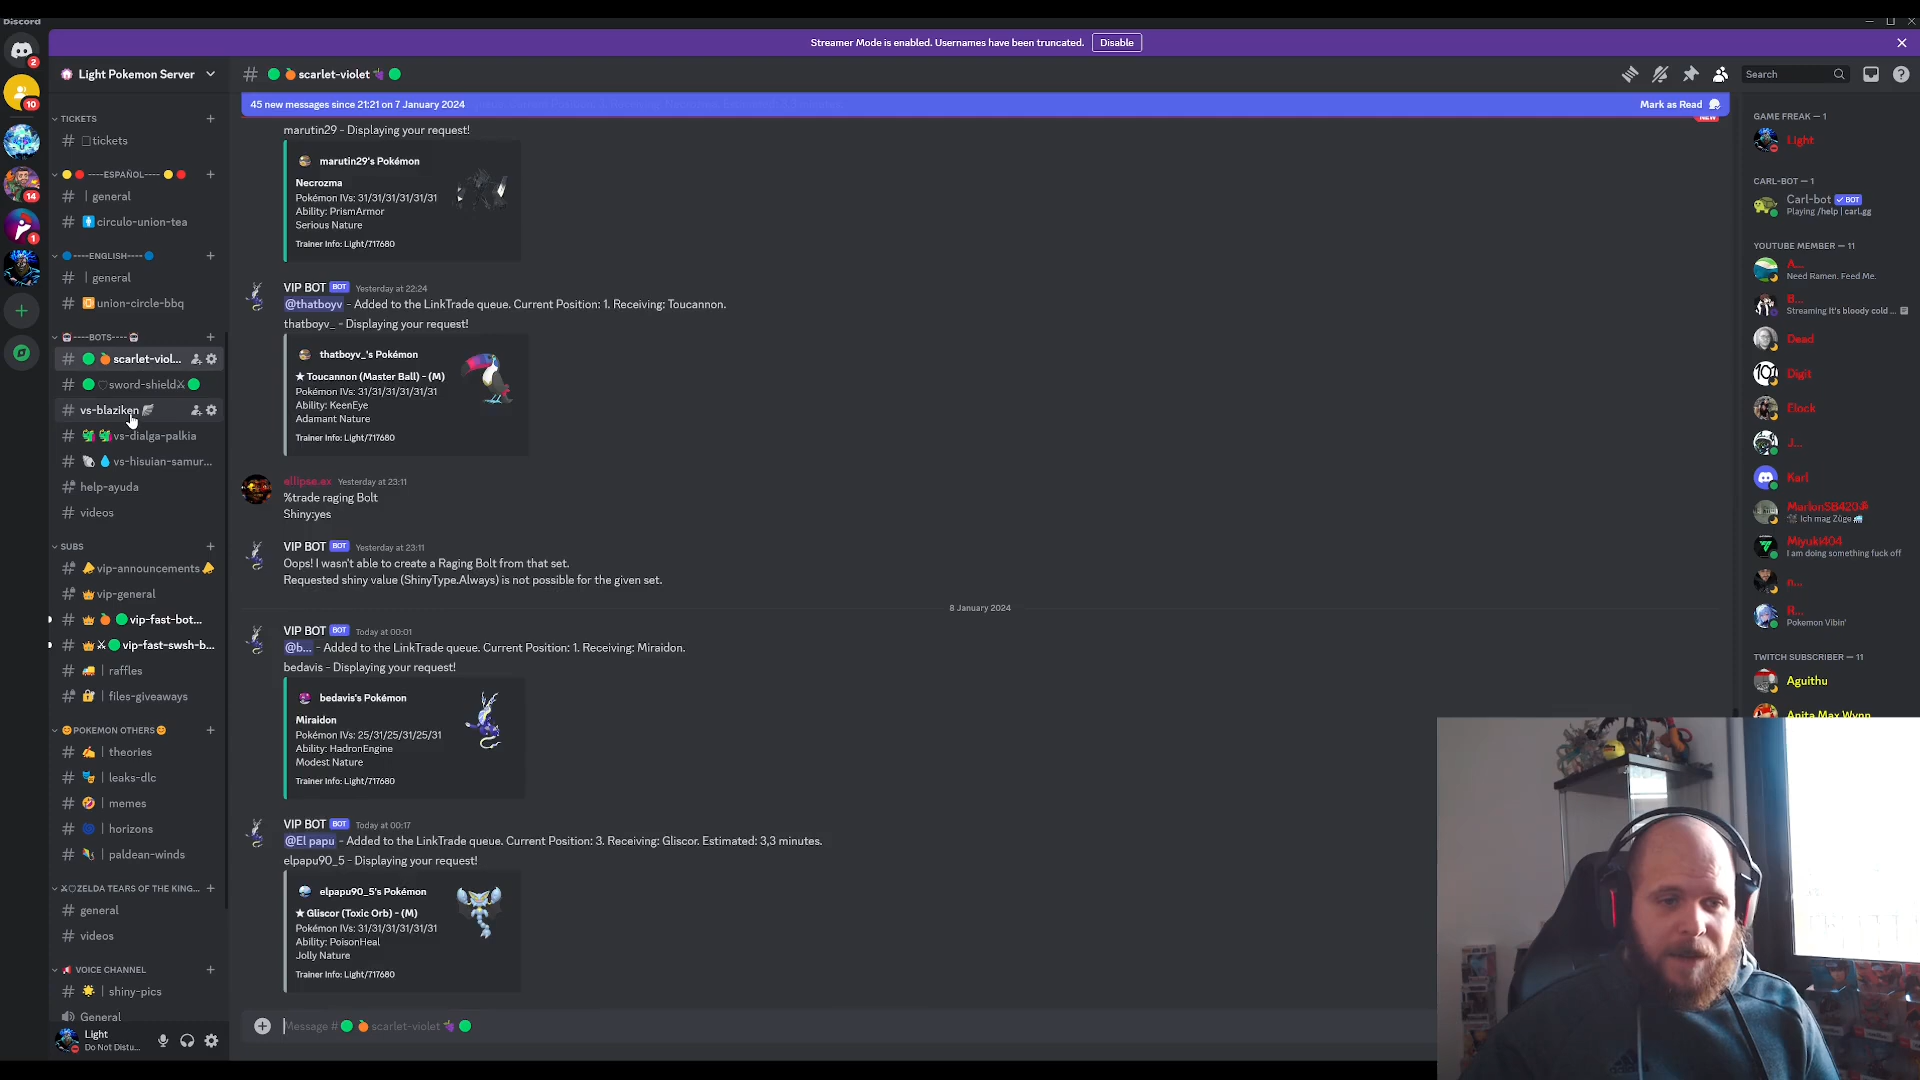 Discord
Streamer Mode is enabled. Usernames have been truncated.
Disable
2
10
14
1
Light Pokemon Server
TICKETS
tickets
----ESPAÑOL----
| general
circulo-union-tea
----ENGLISH----
| general
union-circle-bbq
----BOTS----
scarlet-viol...
sword-shield
vs-blaziken
vs-dialga-palkia
vs-hisuian-samur...
help-ayuda
videos
SUBS
vip-announcements
vip-general
vip-fast-bot...
vip-fast-swsh-b...
| raffles
| files-giveaways
POKEMON OTHERS
| theories
| leaks-dlc
| memes
| horizons
| paldean-winds
ZELDA TEARS OF THE KING...
general
videos
VOICE CHANNEL
| shiny-pics
General
Light
Do Not Distu...
# scarlet-violet
Search
45 new messages since 21:21 on 7 January 2024
Mark as Read
NEW
marutin29 - Displaying your request!
marutin29's Pokémon
Necrozma
Pokémon IVs: 31/31/31/31/31/31
Ability: PrismArmor
Serious Nature
Trainer Info: Light/717680
VIP BOT BOT Yesterday at 22:24
@thatboyv - Added to the LinkTrade queue. Current Position: 1. Receiving: Toucannon.
thatboyv_ - Displaying your request!
thatboyv_'s Pokémon
★ Toucannon (Master Ball) - (M)
Pokémon IVs: 31/31/31/31/31/31
Ability: KeenEye
Adamant Nature
Trainer Info: Light/717680
ellipse.ex Yesterday at 23:11
%trade raging Bolt
Shiny:yes
VIP BOT BOT Yesterday at 23:11
Oops! I wasn't able to create a Raging Bolt from that set.
Requested shiny value (ShinyType.Always) is not possible for the given set.
8 January 2024
VIP BOT BOT Today at 00:01
@b... - Added to the LinkTrade queue. Current Position: 1. Receiving: Miraidon.
bedavis - Displaying your request!
bedavis's Pokémon
Miraidon
Pokémon IVs: 25/31/25/31/25/31
Ability: HadronEngine
Modest Nature
Trainer Info: Light/717680
VIP BOT BOT Today at 00:17
@El papu - Added to the LinkTrade queue. Current Position: 3. Receiving: Gliscor. Estimated: 3,3 minutes.
elpapu90_5 - Displaying your request!
elpapu90_5's Pokémon
★ Gliscor (Toxic Orb) - (M)
Pokémon IVs: 31/31/31/31/31/31
Ability: PoisonHeal
Jolly Nature
Trainer Info: Light/717680
Message # scarlet-violet
GAME FREAK — 1
Light
CARL-BOT — 1
Carl-bot ✓ BOT
Playing /help | carl.gg
YOUTUBE MEMBER — 11
A...
Need Ramen. Feed Me.
B...
Streaming It's bloody cold ...
Dead
Digit
Elock
J...
Karl
MarlonSB420
Ich mag Züge
Miyuki404
I am doing something fuck off
n...
R...
Pokemon Vibin'
TWITCH SUBSCRIBER — 11
Aguithu
Anita Max Wynn